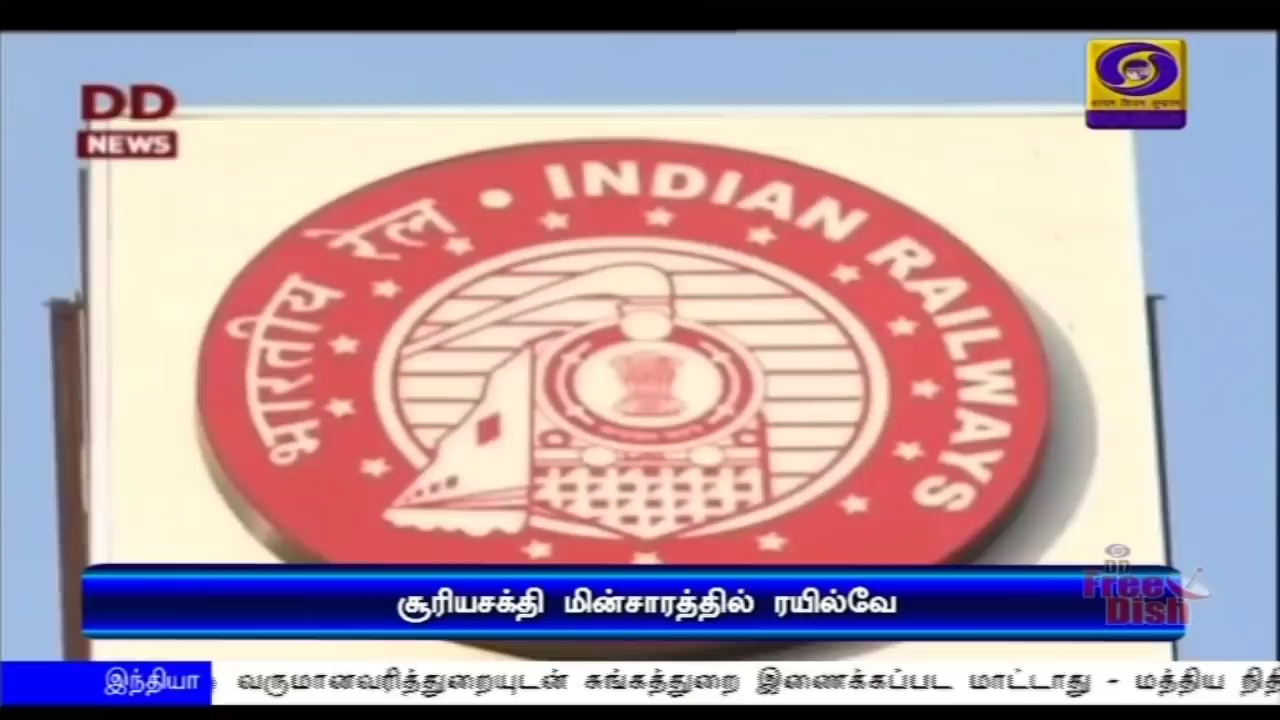 DD
NEWS
भारतीय रेल • INDIAN RAILWAYS
சூரியசக்தி மின்சாரத்தில் ரயில்வே
DD
Free
Dish
இந்தியா
வருமானவரித்துறையுடன் சுங்கத்துறை இணைக்கப்பட மாட்டாது - மத்திய